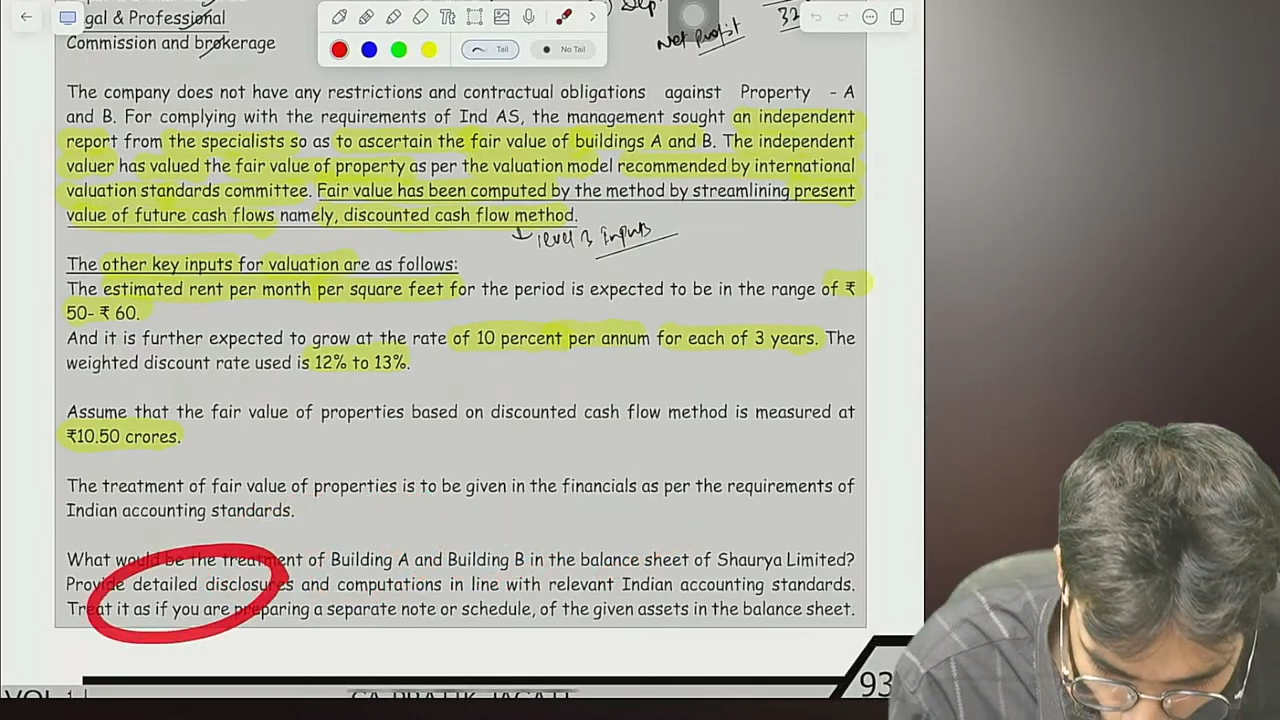 Dep
32
gal & Professional
Net Profit
Commission and brokerage
Tail
No Tail
The company does not have any restrictions and contractual obligations against Property - A
and B. For complying with the requirements of Ind AS, the management sought an independent
report from the specialists so as to ascertain the fair value of buildings A and B. The independent
valuer has valued the fair value of property as per the valuation model recommended by international
valuation standards committee. Fair value has been computed by the method by streamlining present
value of future cash flows namely, discounted cash flow method.
level 3 inputs
The other key inputs for valuation are as follows:
The estimated rent per month per square feet for the period is expected to be in the range of ₹
50- ₹ 60.
And it is further expected to grow at the rate of 10 percent per annum for each of 3 years. The
weighted discount rate used is 12% to 13%.
Assume that the fair value of properties based on discounted cash flow method is measured at
₹10.50 crores.
The treatment of fair value of properties is to be given in the financials as per the requirements of
Indian accounting standards.
What would be the treatment of Building A and Building B in the balance sheet of Shaurya Limited?
Provide detailed disclosures and computations in line with relevant Indian accounting standards.
Treat it as if you are preparing a separate note or schedule, of the given assets in the balance sheet.
93
VOL 1
CA PRATIK JAGATI